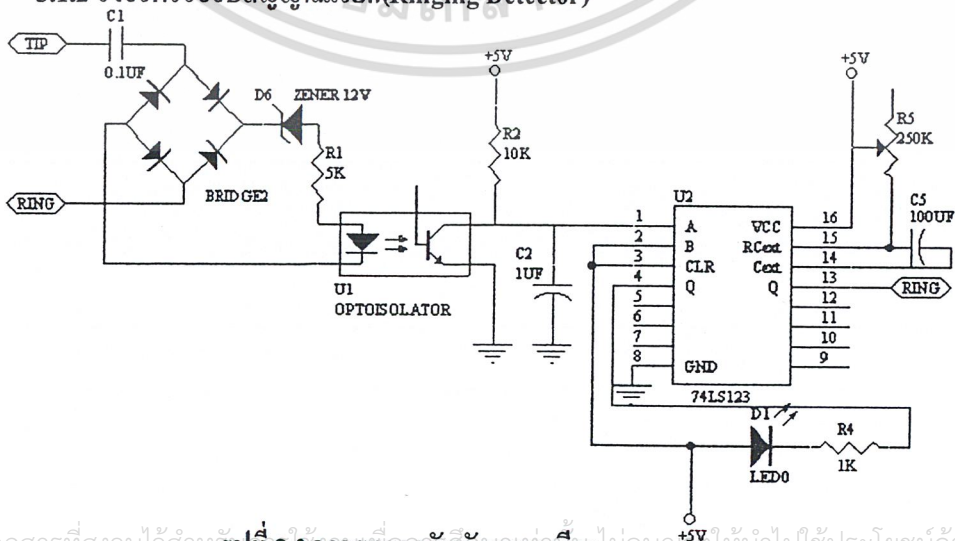 (Ringing Detector)
C1
TIP
0.1UF
D6 ZENER 12V
R1
5K
BRIDGE2
RING
U1
OPTOISOLATOR
+5V
R2
10K
C2
1UF
+5V
R5
250K
C5
100UF
U2
1 A VCC 16
2 B RCext 15
3 CLR Cext 14
4 Q Q 13
5 12
6 11
7 10
8 GND 9
RING
74LS123
D1
LED0
R4
1K
+5V